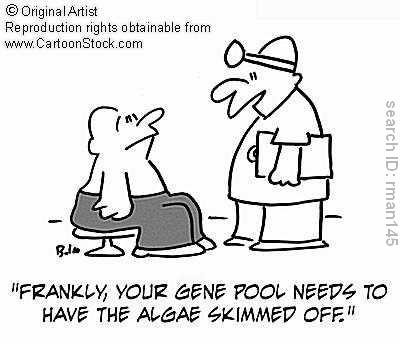 © Original Artist
Reproduction rights obtainable from
www.CartoonStock.com
search ID: rman145
"FRANKLY, YOUR GENE POOL NEEDS TO
HAVE THE ALGAE SKIMMED OFF."